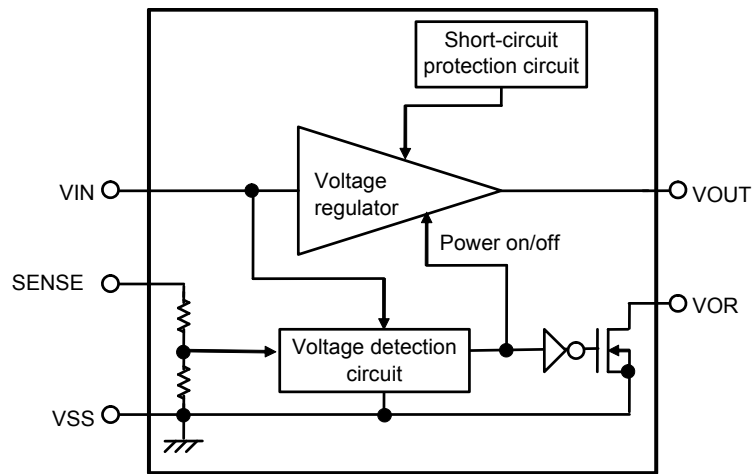 Short-circuit
protection circuit
VIN
Voltage
regulator
VOUT
Power on/off
SENSE
VOR
Voltage detection
circuit
VSS